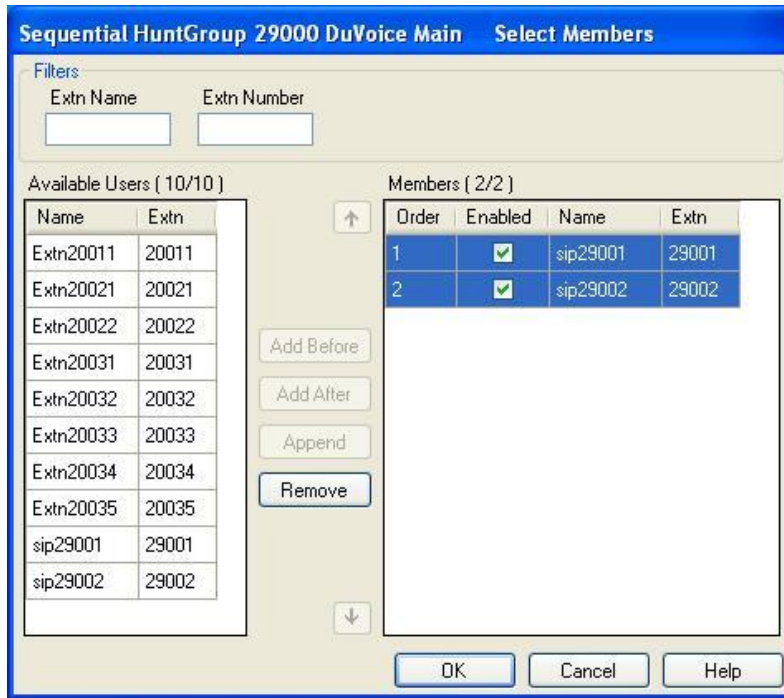 Sequential HuntGroup 29000 DuVoice Main Select Members
Filters
Extn Name Extn Number
Available Users ( 10/10 )
Name Extn
Extn20011 20011
Extn20021 20021
Extn20022 20022
Extn20031 20031
Extn20032 20032
Extn20033 20033
Extn20034 20034
Extn20035 20035
sip29001 29001
sip29002 29002
Add Before
Add After
Append
Remove
Members ( 2/2 )
Order Enabled Name Extn
1 sip29001 29001
2 sip29002 29002
OK Cancel Help